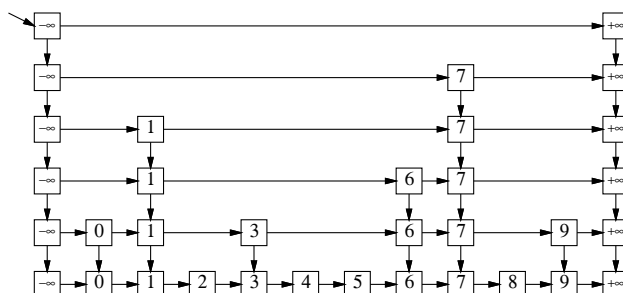 −∞ +∞
−∞ 7 +∞
−∞ 1 7 +∞
−∞ 1 6 7 +∞
−∞ 0 1 3 6 7 9 +∞
−∞ 0 1 2 3 4 5 6 7 8 9 +∞